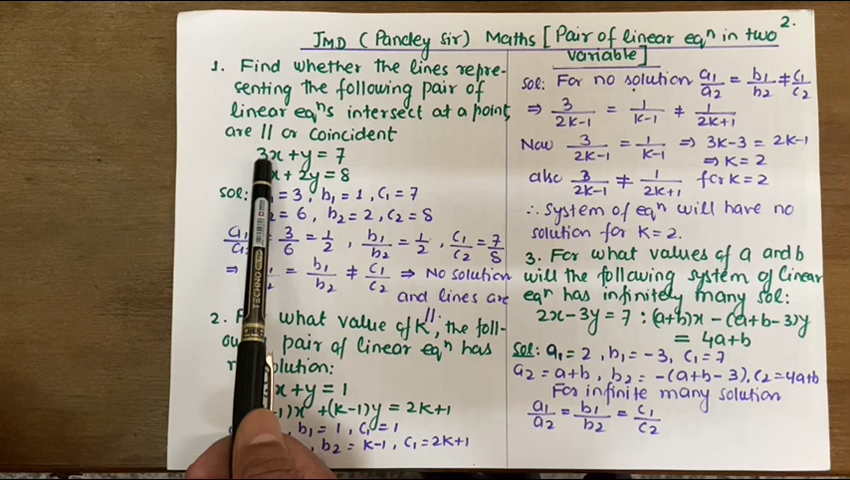 2.
JMD (Pandey Sir) Maths [Pair of linear eqⁿ in two
variable]
1. Find whether the lines repre-
senting the following pair of
linear eqⁿs intersect at a point,
are || or coincident
3x + y = 7
x + 2y = 8
Sol: = 3, b₁ = 1, c₁ = 7
₂ = 6, b₂ = 2, c₂ = 8
a₁/a₂ = 3/6 = 1/2, b₁/b₂ = 1/2, c₁/c₂ = 7/8
⇒ = b₁/b₂ ≠ c₁/c₂ ⇒ No solution
and lines are
||.
2. what value of K, the foll-
pair of linear eqⁿ has
solution:
x + y = 1
1)x + (K-1)y = 2K+1
, b₁ = 1, c₁ = 1
, b₂ = K-1, c₁ = 2K+1
Sol: For no solution a₁/a₂ = b₁/b₂ ≠ c₁/c₂
⇒ 3/2K-1 = 1/K-1 ≠ 1/2K+1
Now 3/2K-1 = 1/K-1 ⇒ 3K-3 = 2K-1
⇒ K = 2
also 3/2K-1 ≠ 1/2K+1 for K = 2
∴ System of eqⁿ will have no
solution for K = 2.
3. For what values of a and b
will the following system of linear
eqⁿ has infinitely many sol:
2x - 3y = 7 : (a+b)x - (a+b-3)y
= 4a+b
Sol: a₁ = 2, b₁ = -3, c₁ = 7
a₂ = a+b, b₂ = -(a+b-3), c₂ = 4a+b
For infinite many solution
a₁/a₂ = b₁/b₂ = c₁/c₂
TECHNO